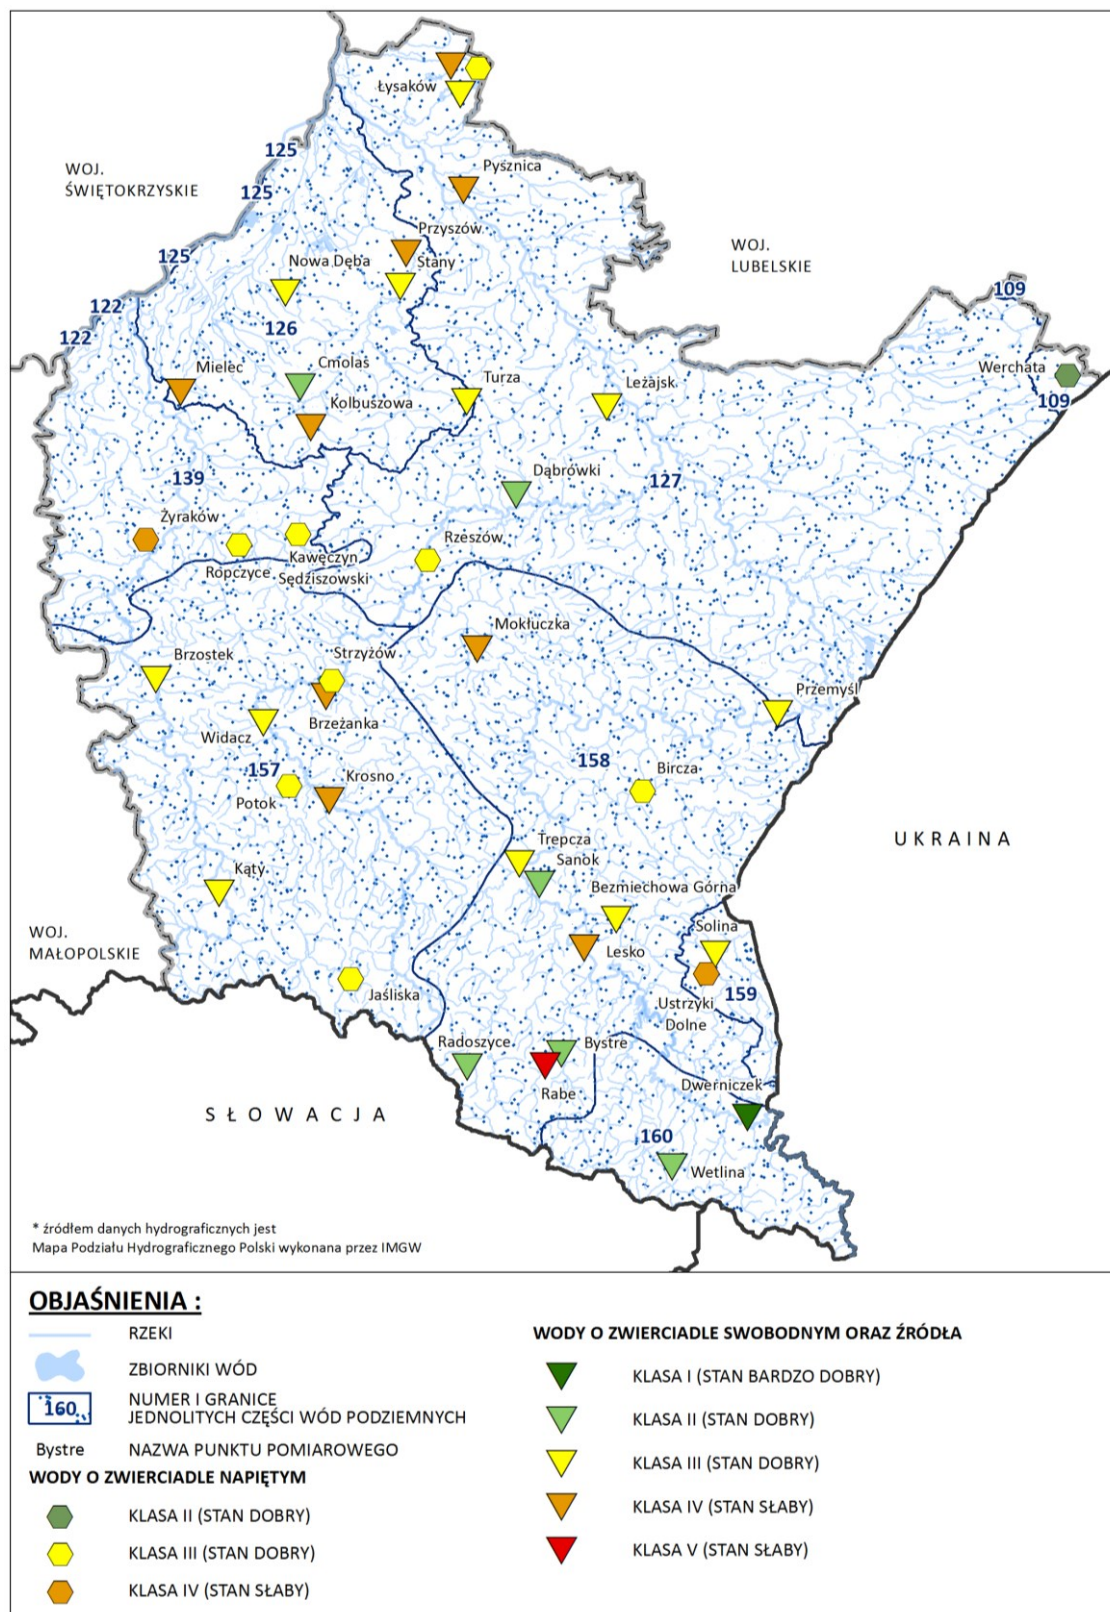 Łysaków
WOJ.
ŚWIĘTOKRZYSKIE
125
Pysznica
125
Przyszów
WOJ.
LUBELSKIE
125
Nowa Dęba
Stany
109
122
126
122
Mielec
Cmolas
Turza
Leżajsk
Werchata
Kolbuszowa
109
139
Dąbrówki
127
Żyraków
Rzeszów
Ropczyce
Kawęczyn
Sędziszowski
Mokłuczka
Brzostek
Strzyżów
Przemyśl
Brzeżanka
Widacz
157
Krosno
158
Bircza
Potok
Trepcza
UKRAINA
Sanok
Kąty
Bezmiechowa Górna
WOJ.
MAŁOPOLSKIE
Solina
Lesko
Jaśliska
159
Ustrzyki
Dolne
Radoszyce
Bystre
Rabe
Dwerniczek
SŁOWACJA
160
Wetlina
* źródłem danych hydrograficznych jest
Mapa Podziału Hydrograficznego Polski wykonana przez IMGW
OBJAŚNIENIA :
RZEKI
ZBIORNIKI WÓD
160
NUMER I GRANICE
JEDNOLITYCH CZĘŚCI WÓD PODZIEMNYCH
Bystre
NAZWA PUNKTU POMIAROWEGO
WODY O ZWIERCIADLE NAPIĘTYM
KLASA II (STAN DOBRY)
KLASA III (STAN DOBRY)
KLASA IV (STAN SŁABY)
WODY O ZWIERCIADLE SWOBODNYM ORAZ ŹRÓDŁA
KLASA I (STAN BARDZO DOBRY)
KLASA II (STAN DOBRY)
KLASA III (STAN DOBRY)
KLASA IV (STAN SŁABY)
KLASA V (STAN SŁABY)